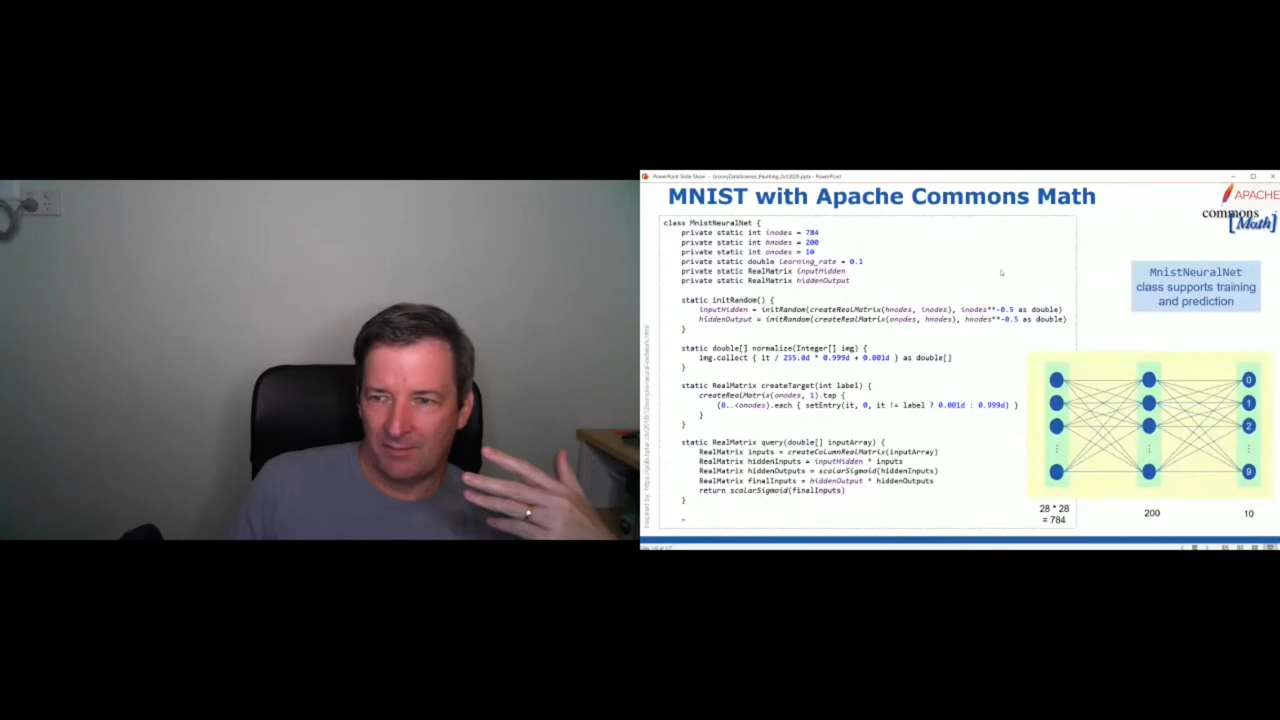 PowerPoint Slide Show - GroovyDataScience_PaulKing_Oct2020.pptx - PowerPoint
MNIST with Apache Commons Math
APACHE
commons
[Math]
class MnistNeuralNet {
private static int inodes = 784
private static int hnodes = 200
private static int onodes = 10
private static double learning_rate = 0.1
private static RealMatrix inputHidden
private static RealMatrix hiddenOutput
static initRandom() {
inputHidden = initRandom(createRealMatrix(hnodes, inodes), inodes**-0.5 as double)
hiddenOutput = initRandom(createRealMatrix(onodes, hnodes), hnodes**-0.5 as double)
}
static double[] normalize(Integer[] img) {
img.collect { it / 255.0d * 0.999d + 0.001d } as double[]
}
static RealMatrix createTarget(int label) {
createRealMatrix(onodes, 1).tap {
(0..<onodes).each { setEntry(it, 0, it != label ? 0.001d : 0.999d) }
}
}
static RealMatrix query(double[] inputArray) {
RealMatrix inputs = createColumnRealMatrix(inputArray)
RealMatrix hiddenInputs = inputHidden * inputs
RealMatrix hiddenOutputs = scalarSigmoid(hiddenInputs)
RealMatrix finalInputs = hiddenOutput * hiddenOutputs
return scalarSigmoid(finalInputs)
}
MnistNeuralNet
class supports training
and prediction
0
1
2
9
28 * 28
= 784
200
10